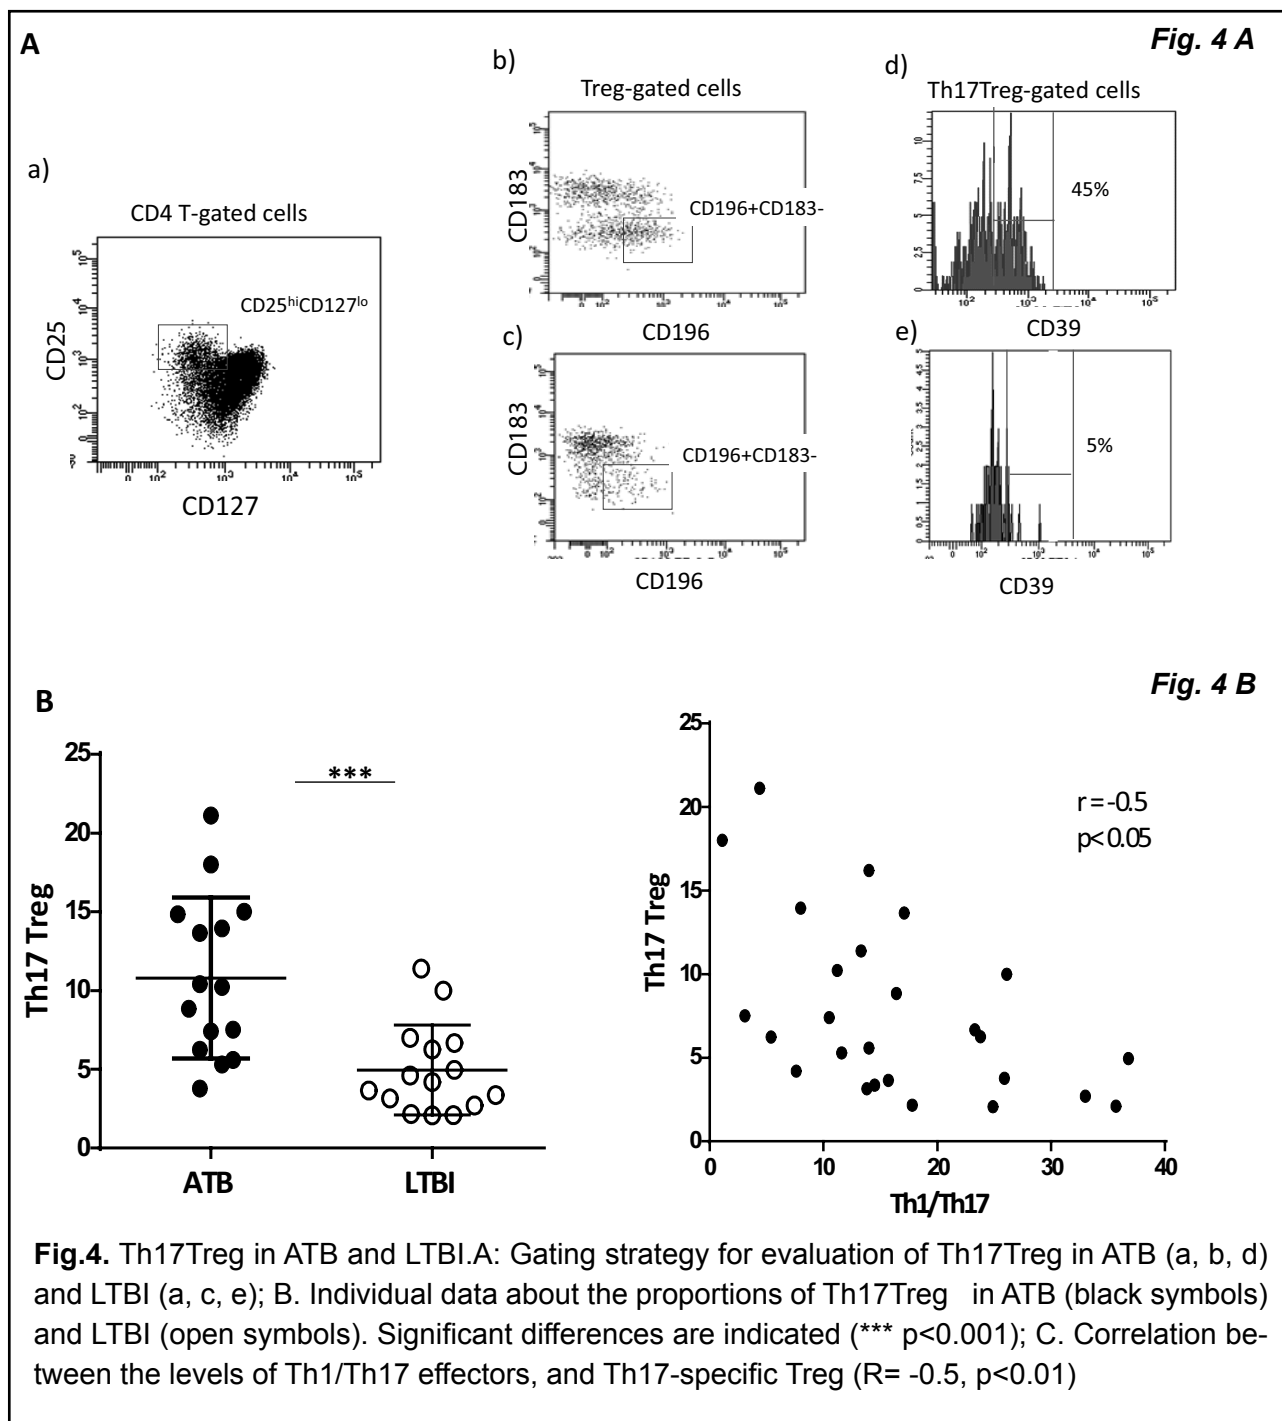 A
Fig. 4 A
a)
CD4 T-gated cells
CD25hiCD127lo
CD25
CD127
b)
Treg-gated cells
CD183
CD196+CD183-
CD196
c)
CD183
CD196+CD183-
CD196
d)
Th17Treg-gated cells
45%
CD39
e)
5%
CD39
B
Fig. 4 B
25
20
15
10
5
0
Th17 Treg
***
ATB
LTBI
25
20
15
10
5
0
Th17 Treg
r = -0.5
p<0.05
0
10
20
30
40
Th1/Th17
Fig.4. Th17Treg in ATB and LTBI.A: Gating strategy for evaluation of Th17Treg in ATB (a, b, d)
and LTBI (a, c, e); B. Individual data about the proportions of Th17Treg in ATB (black symbols)
and LTBI (open symbols). Significant differences are indicated (*** p<0.001); C. Correlation be-
tween the levels of Th1/Th17 effectors, and Th17-specific Treg (R= -0.5, p<0.01)